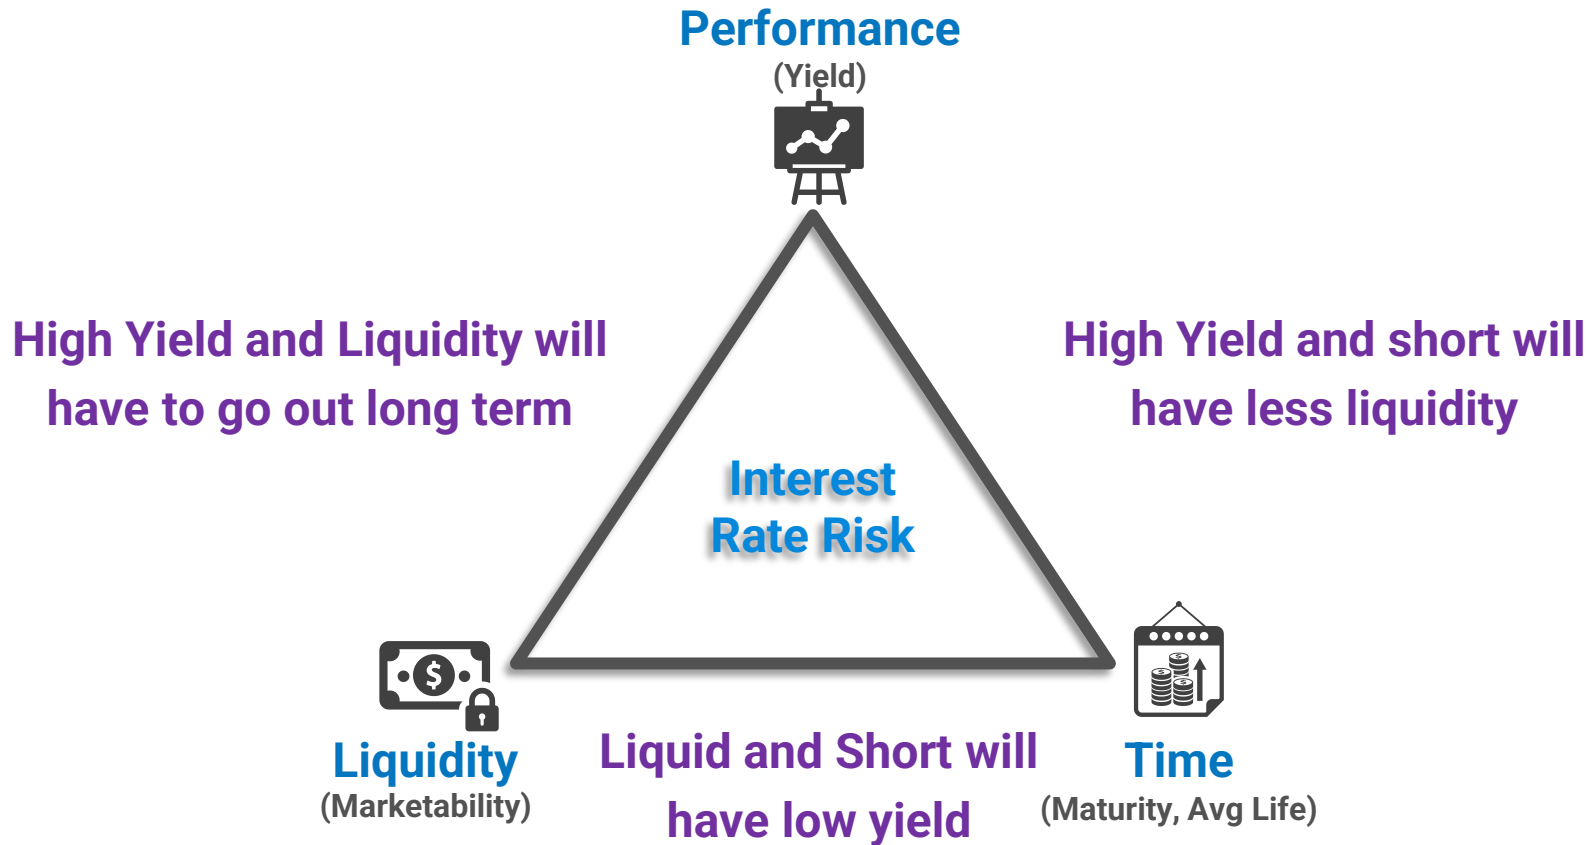 Performance
(Yield)
High Yield and Liquidity will
have to go out long term
High Yield and short will
have less liquidity
Interest
Rate Risk
$
Liquidity
(Marketability)
Liquid and Short will
have low yield
Time
(Maturity, Avg Life)